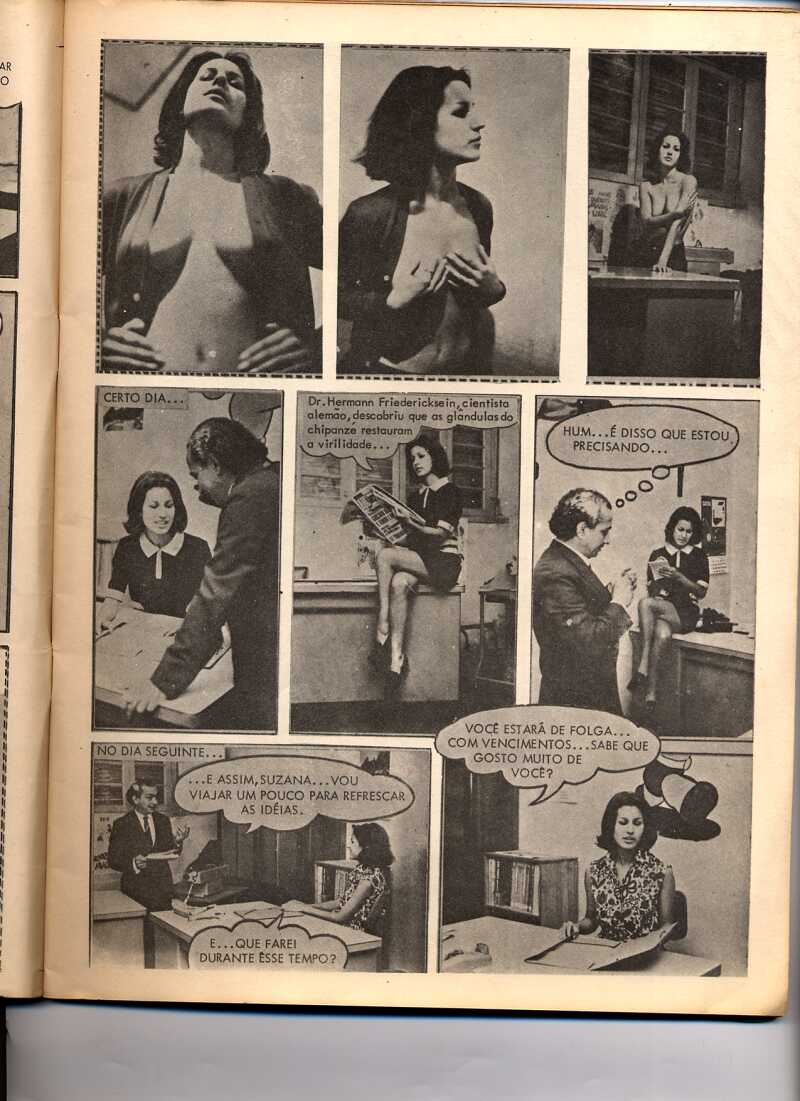 AR
O
CERTO DIA...
Dr. Hermann Friedericksein, cientista
alemão, descobriu que as glândulas do
chipanzé restauram
a virilidade...
HUM...É DISSO QUE ESTOU
PRECISANDO...
NO DIA SEGUINTE...
...E ASSIM, SUZANA...VOU
VIAJAR UM POUCO PARA REFRESCAR
AS IDÉIAS.
E...QUE FAREI
DURANTE ÊSSE TEMPO?
VOCÊ ESTARÁ DE FOLGA...
COM VENCIMENTOS...SABE QUE
GOSTO MUITO DE
VOCÊ?